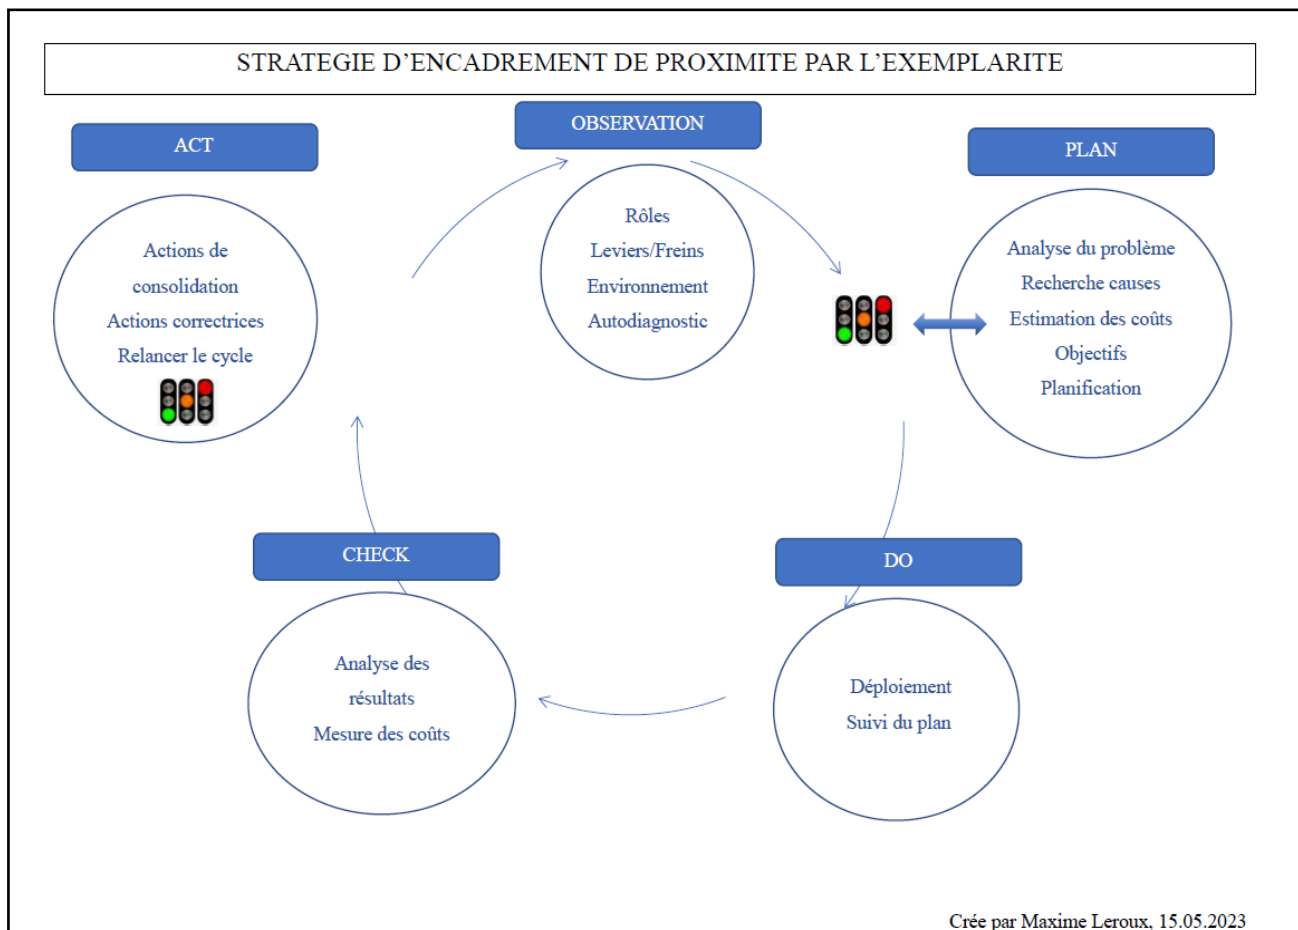 STRATEGIE D'ENCADREMENT DE PROXIMITE PAR L'EXEMPLARITE
OBSERVATION
Rôles
Leviers/Freins
Environnement
Autodiagnostic
PLAN
Analyse du problème
Recherche causes
Estimation des coûts
Objectifs
Planification
DO
Déploiement
Suivi du plan
CHECK
Analyse des
résultats
Mesure des coûts
ACT
Actions de
consolidation
Actions correctrices
Relancer le cycle
Crée par Maxime Leroux, 15.05.2023